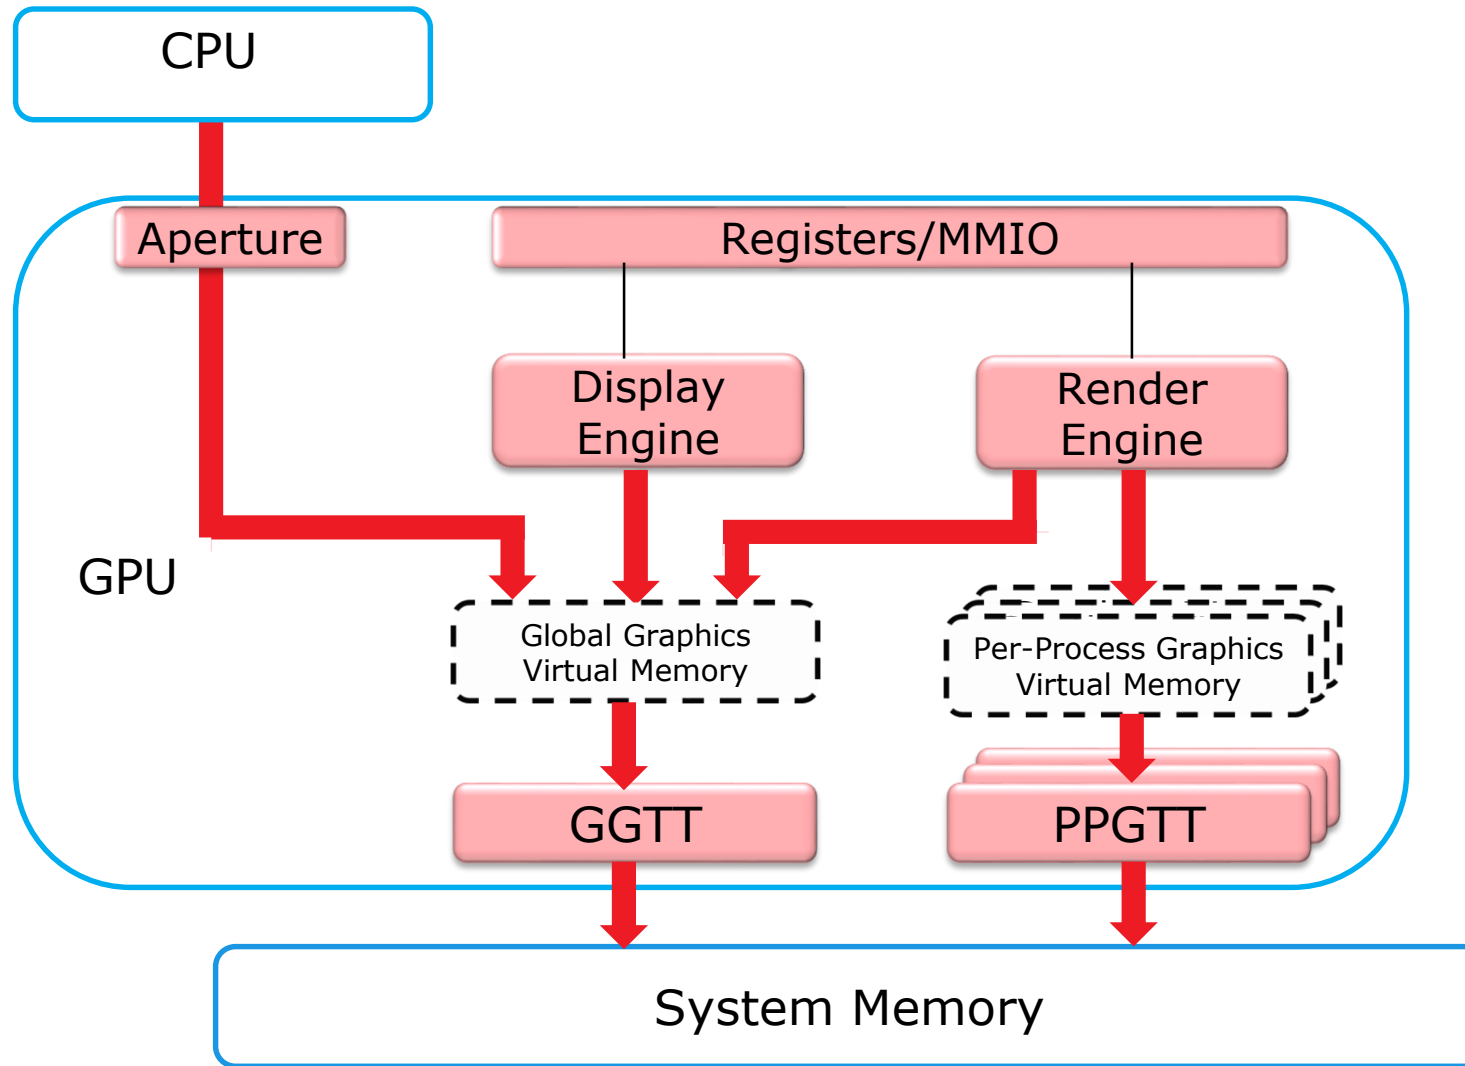 CPU
Aperture
Registers/MMIO
Display
Engine
Render
Engine
GPU
Global Graphics
Virtual Memory
Per-Process Graphics
Virtual Memory
GGTT
PPGTT
System Memory